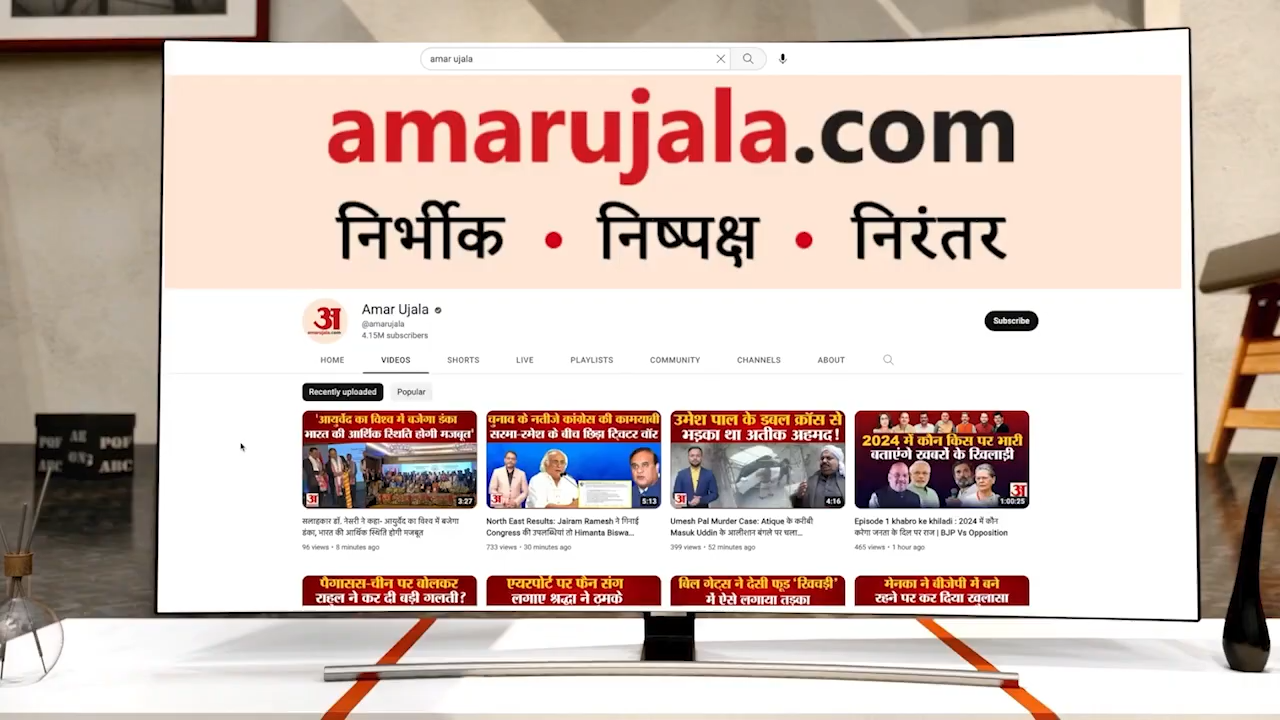 amar ujala
amarujala.com
निर्भीक • निष्पक्ष • निरंतर
अ
amarujala.com
Amar Ujala
@amarujala
4.15M subscribers
Subscribe
HOME VIDEOS SHORTS LIVE PLAYLISTS COMMUNITY CHANNELS ABOUT
Recently uploaded Popular
'आयुर्वेद का विश्व में बजेगा डंका
भारत की आर्थिक स्थिति होगी मजबूत'
अ
3:27
सलाहकार डॉ. नेसरी ने कहा- आयुर्वेद का विश्व में बजेगा
डंका, भारत की आर्थिक स्थिति होगी मजबूत
96 views • 8 minutes ago
चुनाव के नतीजे कांग्रेस की कामयाबी
सरमा-रमेश के बीच छिड़ा ट्विटर वॉर
अ
5:13
North East Results: Jairam Ramesh ने गिनाई
Congress की उपलब्धियां तो Himanta Biswa...
733 views • 30 minutes ago
उमेश पाल के डबल क्रॉस से
भड़का था अतीक अहमद!
अ
4:16
Umesh Pal Murder Case: Atique के करीबी
Masuk Uddin के आलीशान बंगले पर चला...
399 views • 52 minutes ago
2024 में कौन किस पर भारी
बताएंगे खबरों के खिलाड़ी
अ
1:00:25
Episode 1 khabro ke khiladi : 2024 में कौन
करेगा जनता के दिल पर राज | BJP Vs Opposition
465 views • 1 hour ago
पैगासस-चीन पर बोलकर
राहुल ने कर दी बड़ी गलती?
एयरपोर्ट पर फैन संग
लगाए श्रद्धा ने ठुमके
बिल गेट्स ने देसी फूड 'खिचड़ी'
में ऐसे लगाया तड़का
मेनका ने बीजेपी में बने
रहने पर कर दिया खुलासा